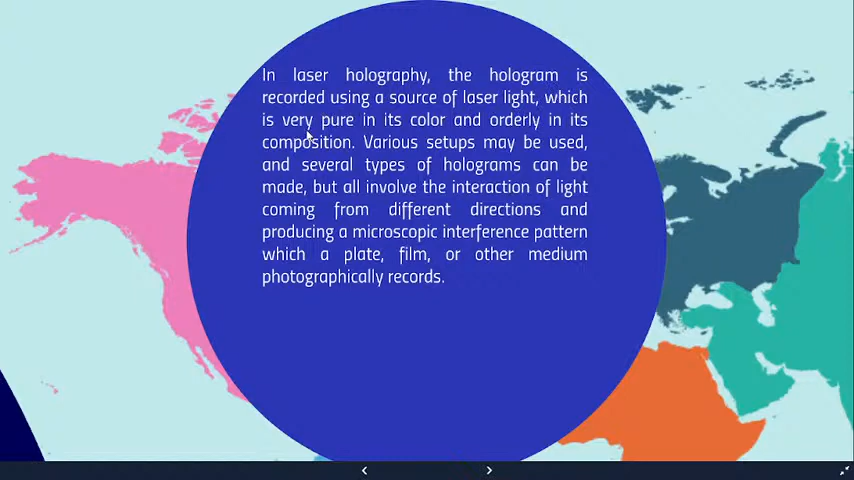 In laser holography, the hologram is
recorded using a source of laser light, which
is very pure in its color and orderly in its
composition. Various setups may be used,
and several types of holograms can be
made, but all involve the interaction of light
coming from different directions and
producing a microscopic interference pattern
which a plate, film, or other medium
photographically records.